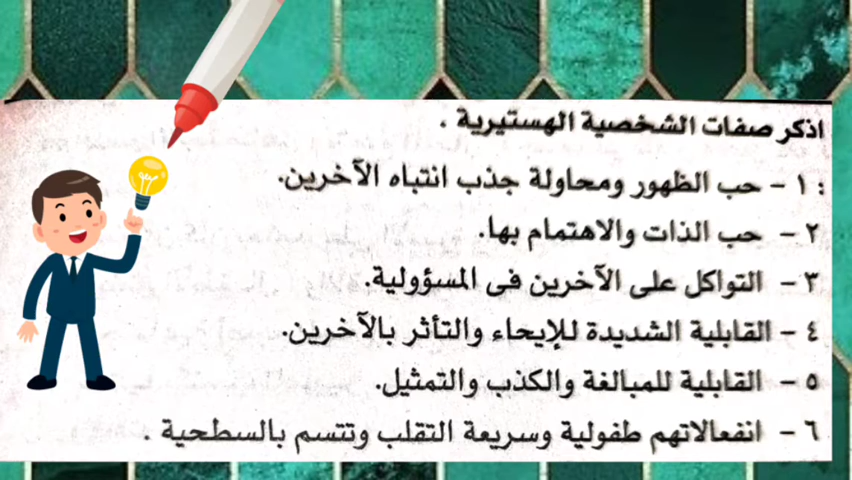 اذكر صفات الشخصية الهستيرية .
: ١ - حب الظهور ومحاولة جذب انتباه الآخرين.
٢ - حب الذات والاهتمام بها.
٣ - التواكل على الآخرين فى المسؤولية.
٤ - القابلية الشديدة للإيحاء والتأثر بالآخرين.
٥ - القابلية للمبالغة والكذب والتمثيل.
٦ - انفعالاتهم طفولية وسريعة التقلب وتتسم بالسطحية .